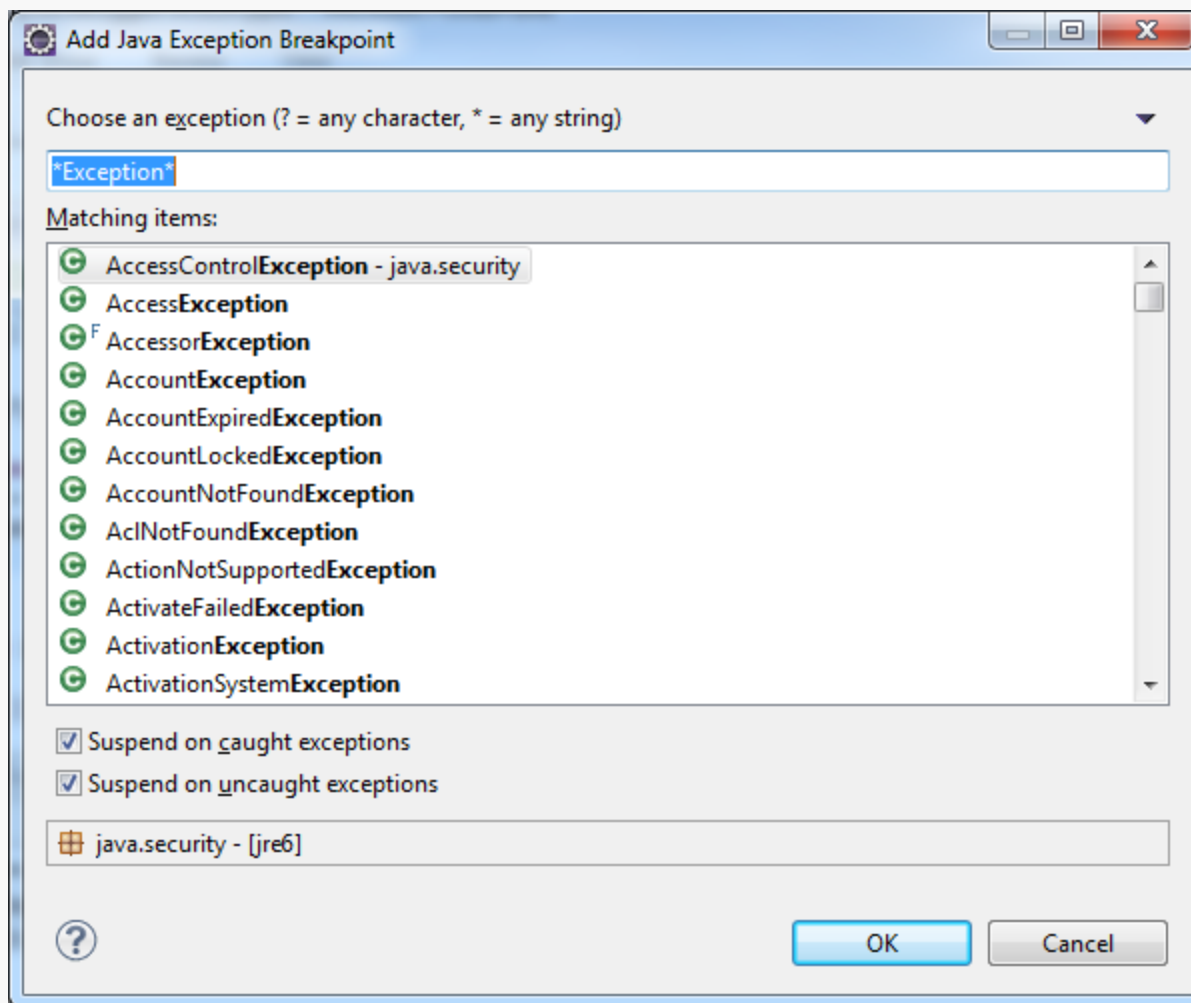 Add Java Exception Breakpoint
Choose an exception (? = any character, * = any string)
*Exception*
Matching items:
AccessControlException - java.security
AccessException
F AccessorException
AccountException
AccountExpiredException
AccountLockedException
AccountNotFoundException
AclNotFoundException
ActionNotSupportedException
ActivateFailedException
ActivationException
ActivationSystemException
Suspend on caught exceptions
Suspend on uncaught exceptions
java.security - [jre6]
OK Cancel